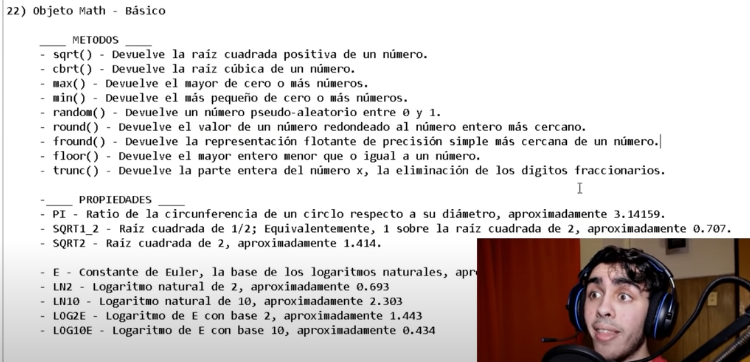 22) Objeto Math - Básico
____ METODOS ____
- sqrt() - Devuelve la raíz cuadrada positiva de un número.
- cbrt() - Devuelve la raíz cúbica de un número.
- max() - Devuelve el mayor de cero o más números.
- min() - Devuelve el más pequeño de cero o más números.
- random() - Devuelve un número pseudo-aleatorio entre 0 y 1.
- round() - Devuelve el valor de un número redondeado al número entero más cercano.
- fround() - Devuelve la representación flotante de precisión simple más cercana de un número.
- floor() - Devuelve el mayor entero menor que o igual a un número.
- trunc() - Devuelve la parte entera del número x, la eliminación de los dígitos fraccionarios.
-____ PROPIEDADES ____
- PI - Ratio de la circunferencia de un circlo respecto a su diámetro, aproximadamente 3.14159.
- SQRT1_2 - Raíz cuadrada de 1/2; Equivalentemente, 1 sobre la raíz cuadrada de 2, aproximadamente 0.707.
- SQRT2 - Raíz cuadrada de 2, aproximadamente 1.414.
- E - Constante de Euler, la base de los logaritmos naturales, apr
- LN2 - Logaritmo natural de 2, aproximadamente 0.693
- LN10 - Logaritmo natural de 10, aproximadamente 2.303
- LOG2E - Logaritmo de E con base 2, aproximadamente 1.443
- LOG10E - Logaritmo de E con base 10, aproximadamente 0.434